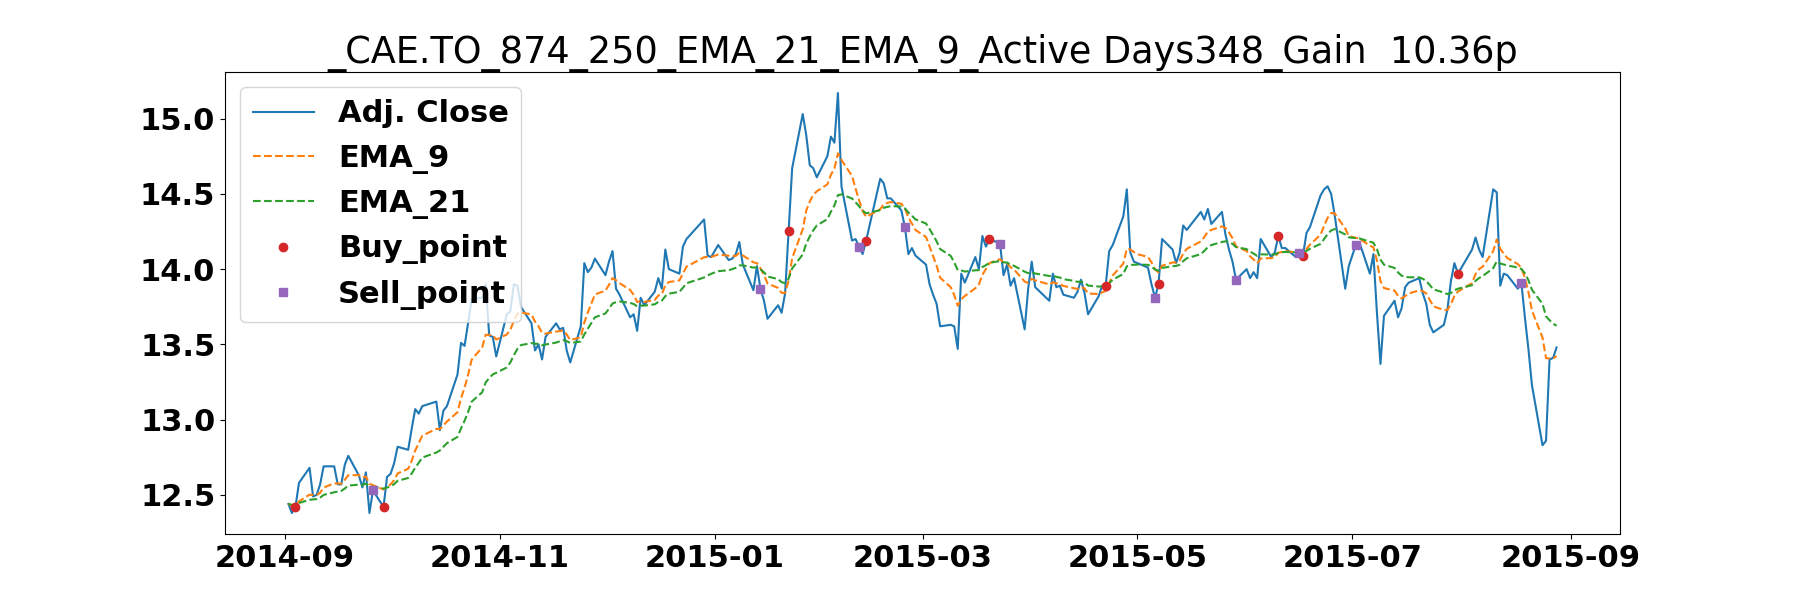 _CAE.TO_874_250_EMA_21_EMA_9_Active Days348_Gain  10.36p
15.0
14.5
14.0
13.5
13.0
12.5
Adj. Close
EMA_9
EMA_21
Buy_point
Sell_point
2014-09 2014-11 2015-01 2015-03 2015-05 2015-07 2015-09